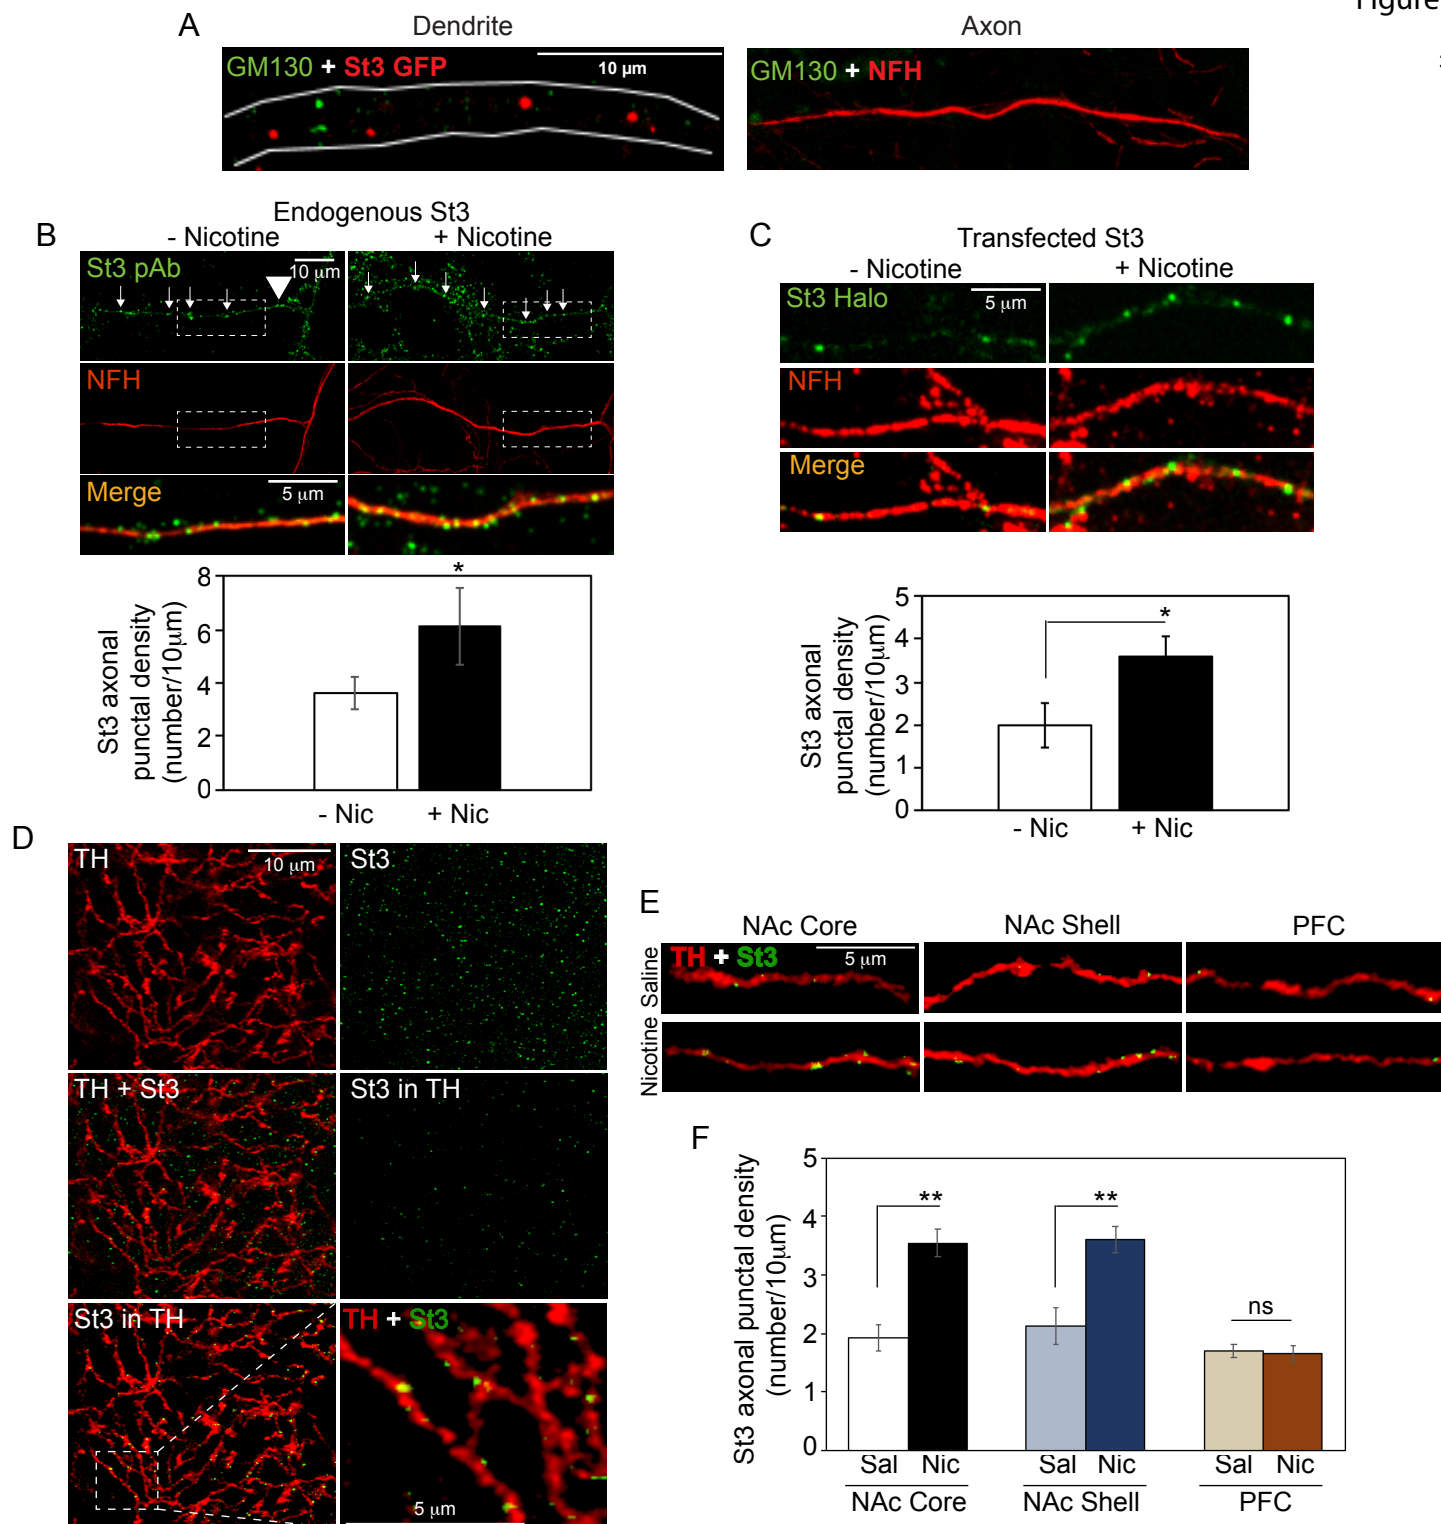 Figure
A
Dendrite
Axon
GM130 + St3 GFP
10 µm
GM130 + NFH
B
Endogenous St3
- Nicotine
+ Nicotine
St3 pAb
10 µm
NFH
Merge
5 µm
St3 axonal
punctal density
(number/10µm)
8
6
4
2
0
*
- Nic
+ Nic
C
Transfected St3
- Nicotine
+ Nicotine
St3 Halo
5 µm
NFH
Merge
St3 axonal
punctal density
(number/10µm)
5
4
3
2
1
0
*
- Nic
+ Nic
D
TH
10 µm
St3
TH + St3
St3 in TH
St3 in TH
TH + St3
5 µm
E
NAc Core
NAc Shell
PFC
Saline
TH + St3
5 µm
Nicotine
F
St3 axonal punctal density
(number/10µm)
5
4
3
2
1
0
**
**
ns
Sal Nic
Sal Nic
Sal Nic
NAc Core
NAc Shell
PFC